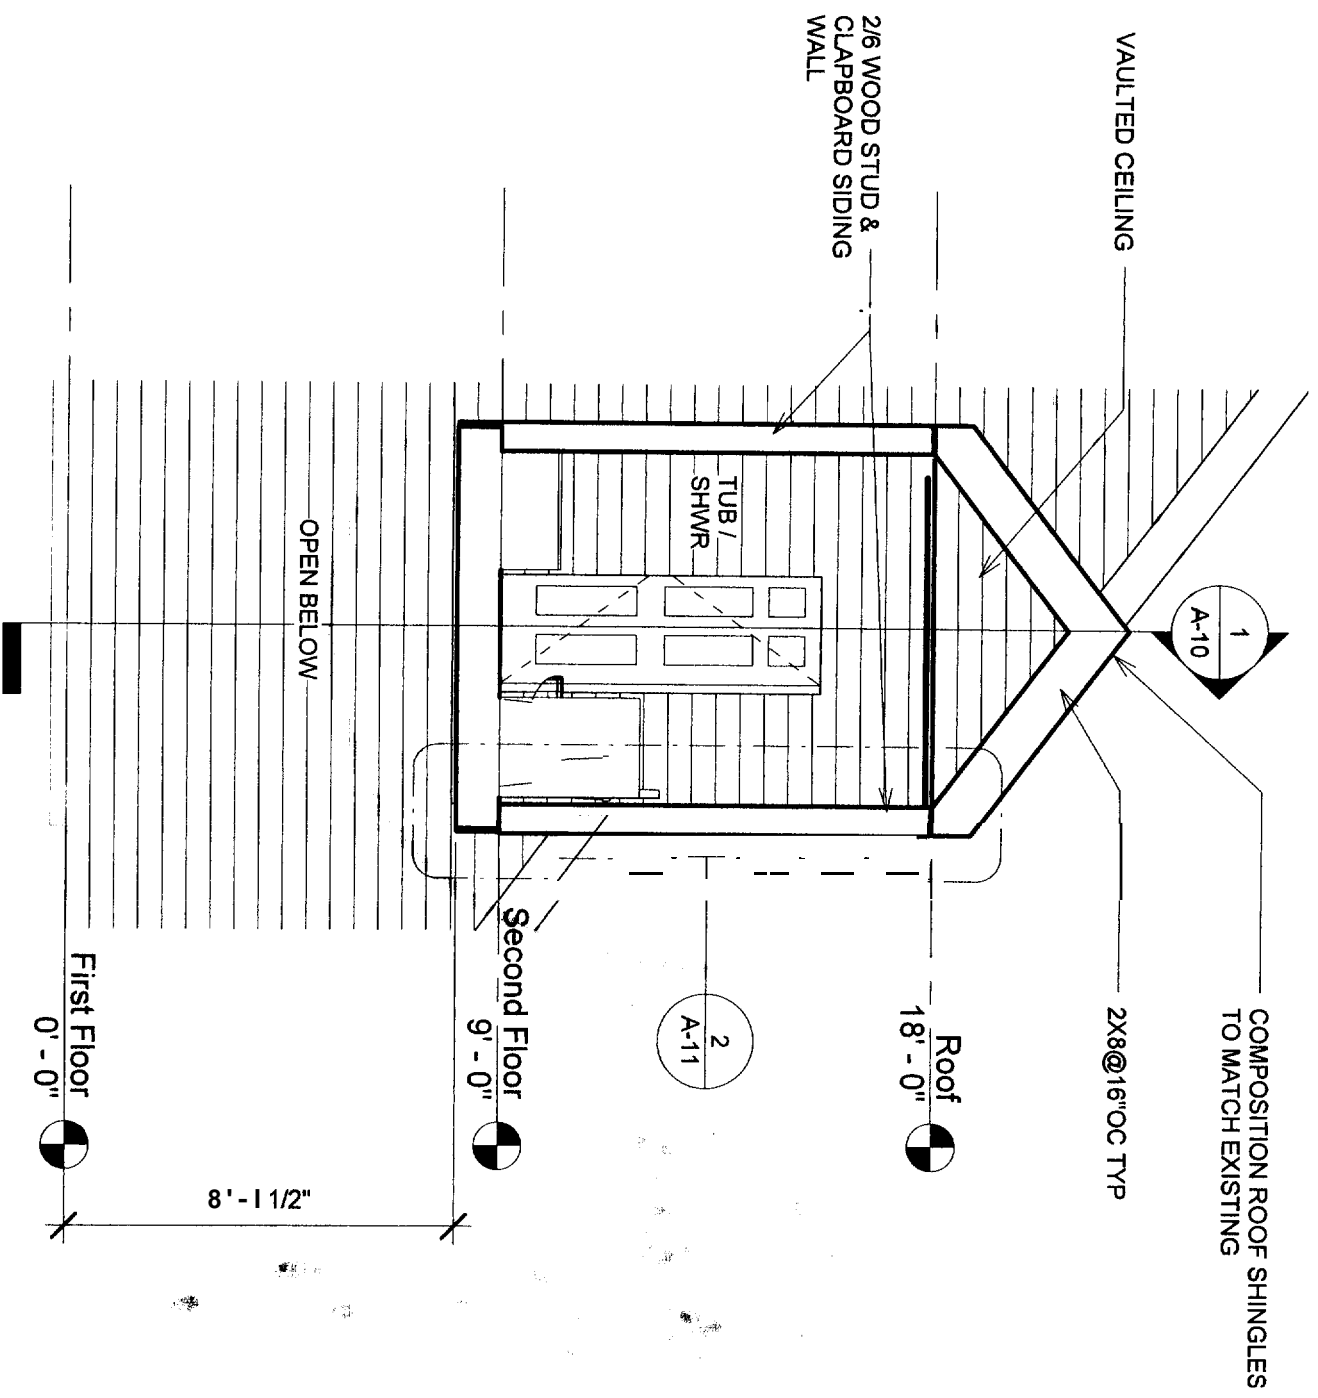 COMPOSITION ROOF SHINGLES
TO MATCH EXISTING
1
A-10
VAULTED CEILING
2X8@16"OC TYP
Roof
18' - 0"
2/6 WOOD STUD &
CLAPBOARD SIDING
WALL
TUB /
SHWR
2
A-11
Second Floor
9' - 0"
OPEN BELOW
8' - 1 1/2"
First Floor
0' - 0"